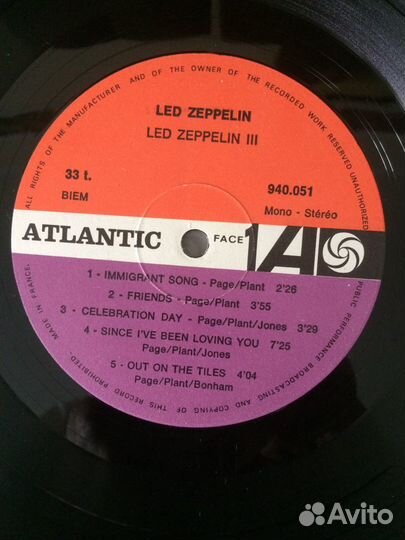 ALL RIGHTS OF THE MANUFACTURER AND OF THE OWNER OF THE RECORDED WORK RESERVED UNAUTHORIZED PUBLIC PERFORMANCE BROADCASTING AND COPYING OF THIS RECORD PROHIBITED MADE IN FRANCE.
LED ZEPPELIN
LED ZEPPELIN III
33 t. 940.051
BIEM Mono - Stéréo
ATLANTIC FACE 1 A
1 - IMMIGRANT SONG - Page/Plant 2'26
2 - FRIENDS - Page/Plant 3'55
3 - CELEBRATION DAY - Page/Plant/Jones 3'29
4 - SINCE I'VE BEEN LOVING YOU 7'25
Page/Plant/Jones
5 - OUT ON THE TILES 4'04
Page/Plant/Bonham
Avito